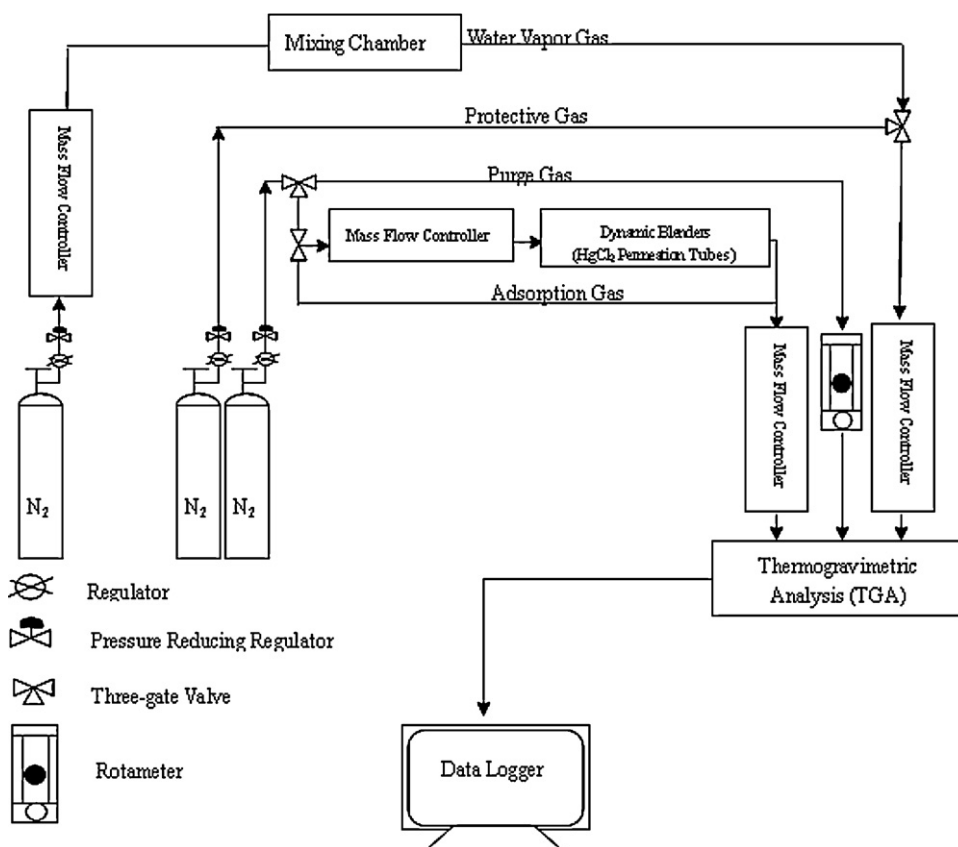 Mixing Chamber
Water Vapor Gas
Mass Flow Controller
Protective Gas
Purge Gas
Mass Flow Controller
Dynamic Blenders
(HgCl₂ Permeation Tubes)
Adsorption Gas
Mass Flow Controller
Mass Flow Controller
N₂
N₂
N₂
Thermogravimetric
Analysis (TGA)
Regulator
Pressure Reducing Regulator
Three-gate Valve
Rotameter
Data Logger